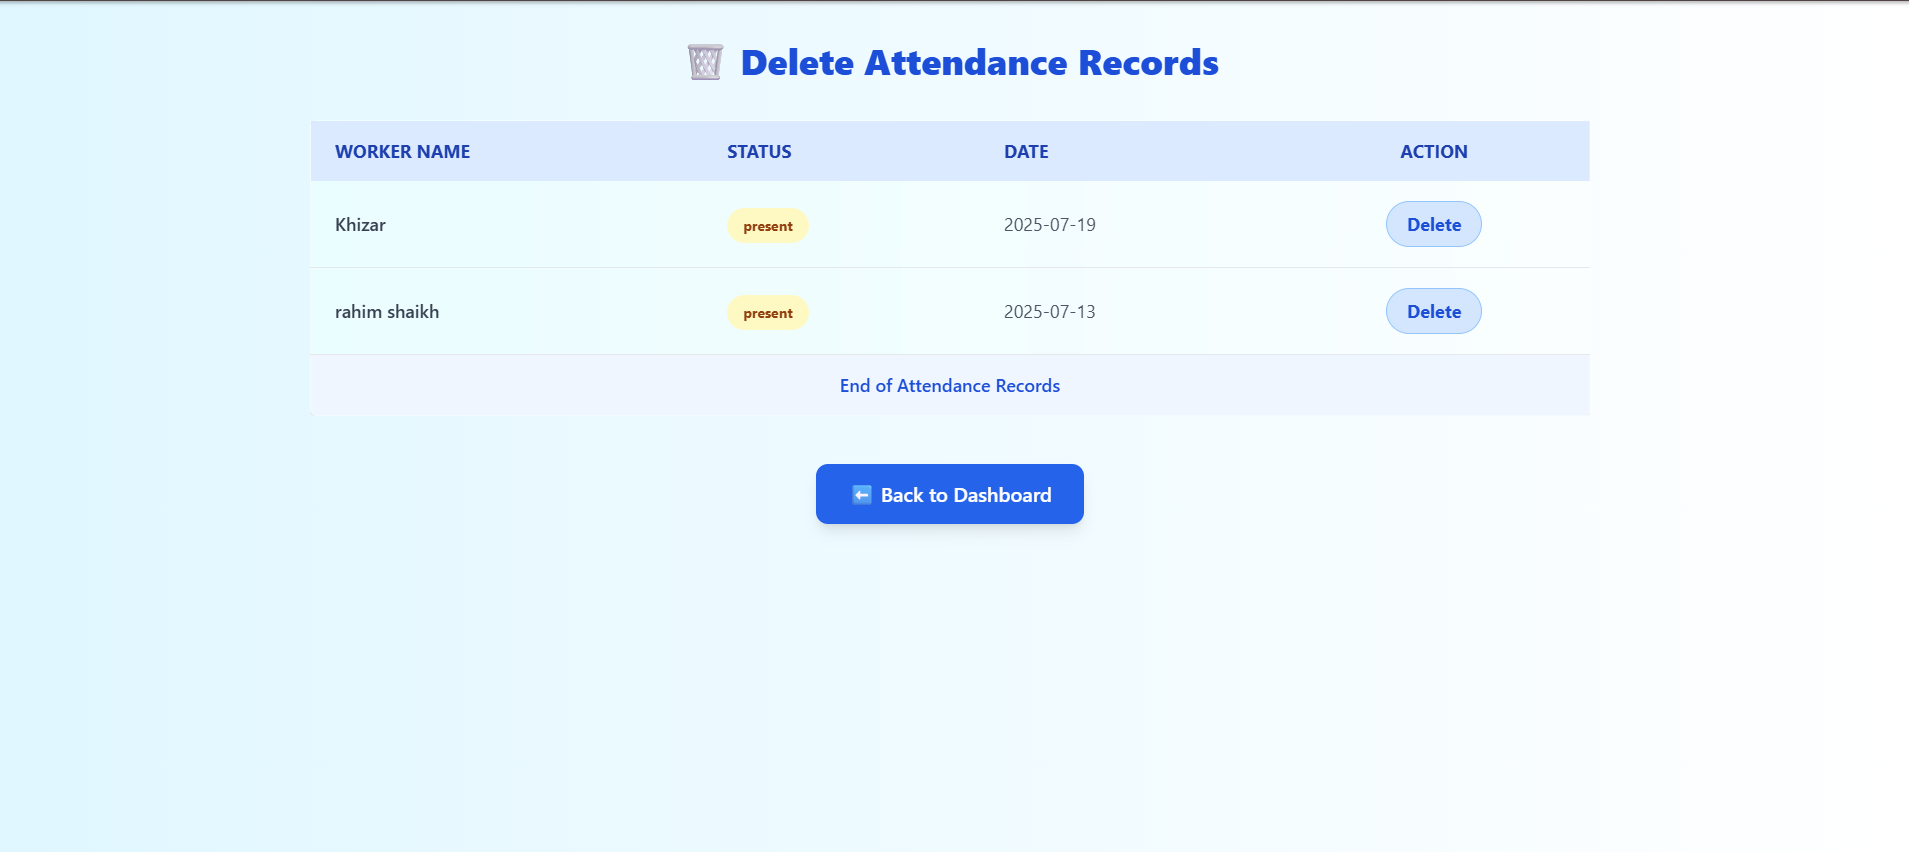 Delete Attendance Records
WORKER NAME STATUS DATE ACTION
Khizar present 2025-07-19 Delete
rahim shaikh present 2025-07-13 Delete
End of Attendance Records
Back to Dashboard